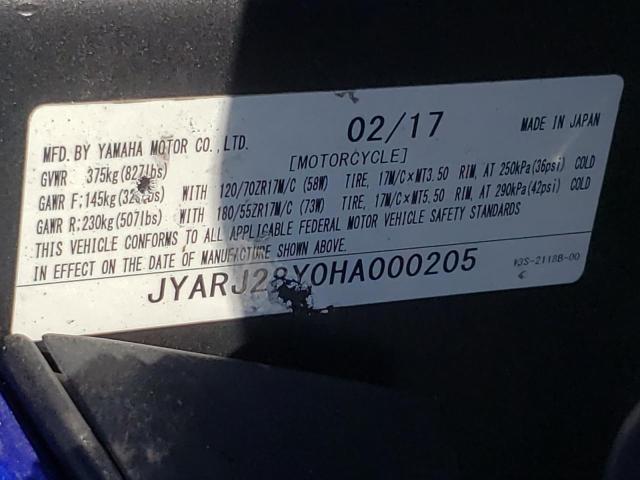 MFD. BY YAMAHA MOTOR CO., LTD. 02/17 MADE IN JAPAN
GVWR 375kg(827lbs) [MOTORCYCLE]
GAWR F; 145kg WITH 120/70ZR17M/C (58W) TIRE, 17M/C×MT3.50 RIM, AT 250kPa(36psi) COLD
GAWR R; 230kg(507lbs) WITH 180/55ZR17M/C (73W) TIRE, 17M/C×MT5.50 RIM, AT 290kPa(42psi) COLD
THIS VEHICLE CONFORMS TO ALL APPLICABLE FEDERAL MOTOR VEHICLE SAFETY STANDARDS
IN EFFECT ON THE DATE OF MANUFACTURE SHOWN ABOVE.
JYARJ28Y0HA000205